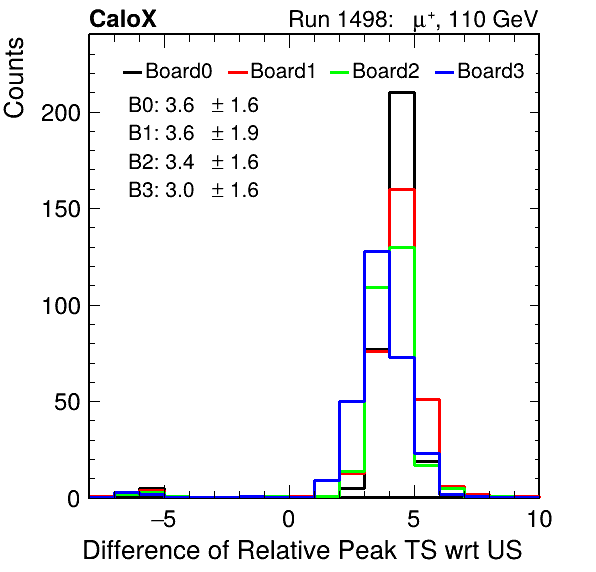 CaloX Run 1498: μ⁺, 110 GeV
Counts
Board0 Board1 Board2 Board3
B0: 3.6 ± 1.6
B1: 3.6 ± 1.9
B2: 3.4 ± 1.6
B3: 3.0 ± 1.6
200
150
100
50
0
−5 0 5 10
Difference of Relative Peak TS wrt US